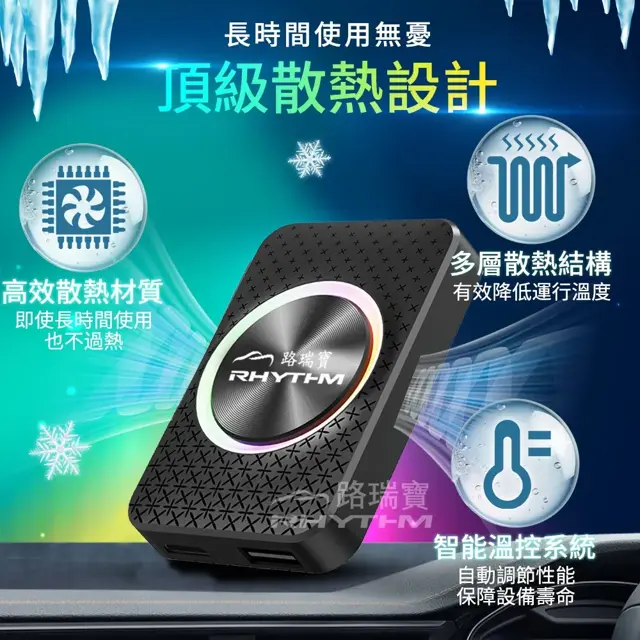 長時間使用無憂
頂級散熱設計
高效散熱材質
即使長時間使用
也不過熱
多層散熱結構
有效降低運行溫度
路瑞寶
RHYTHM
路瑞寶
RHYTHM
智能溫控系統
自動調節性能
保障設備壽命